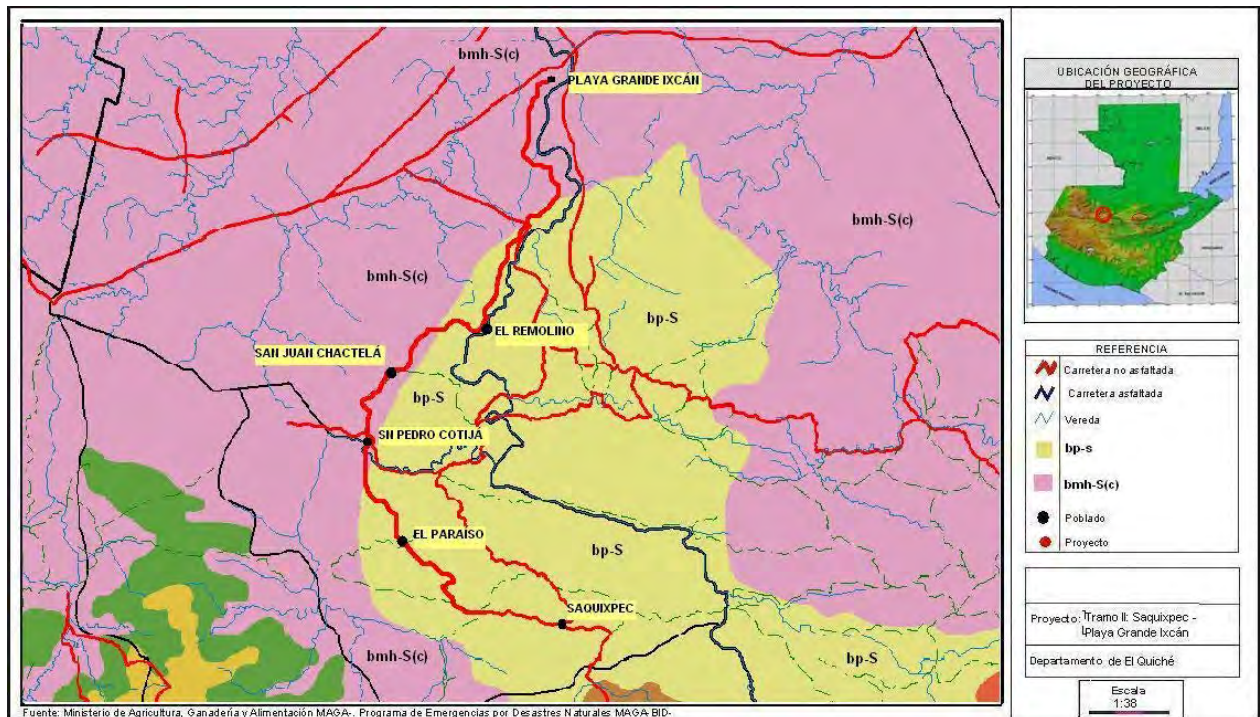 bmh-S(c)
PLAYA GRANDE IXCÁN
bmh-S(c)
bmh-S(c)
bp-S
EL REMOLINO
SAN JUAN CHACTELÁ
bp-S
SN PEDRO COTIJÁ
EL PARAÍSO
bp-S
SAQUIXPEC
bmh-S(c)
bp-S
Fuente: Ministerio de Agricultura, Ganadería y Alimentación MAGA-. Programa de Emergencias por Desastres Naturales MAGA-BID-
UBICACIÓN GEOGRÁFICA
DEL PROYECTO
REFERENCIA
Carretera no asfaltada
Carretera asfaltada
Vereda
bp-s
bmh-S(c)
Poblado
Proyecto
Proyecto: Tramo II: Saquixpec -
Playa Grande Ixcán
Departamento de El Quiché
Escala
1:38